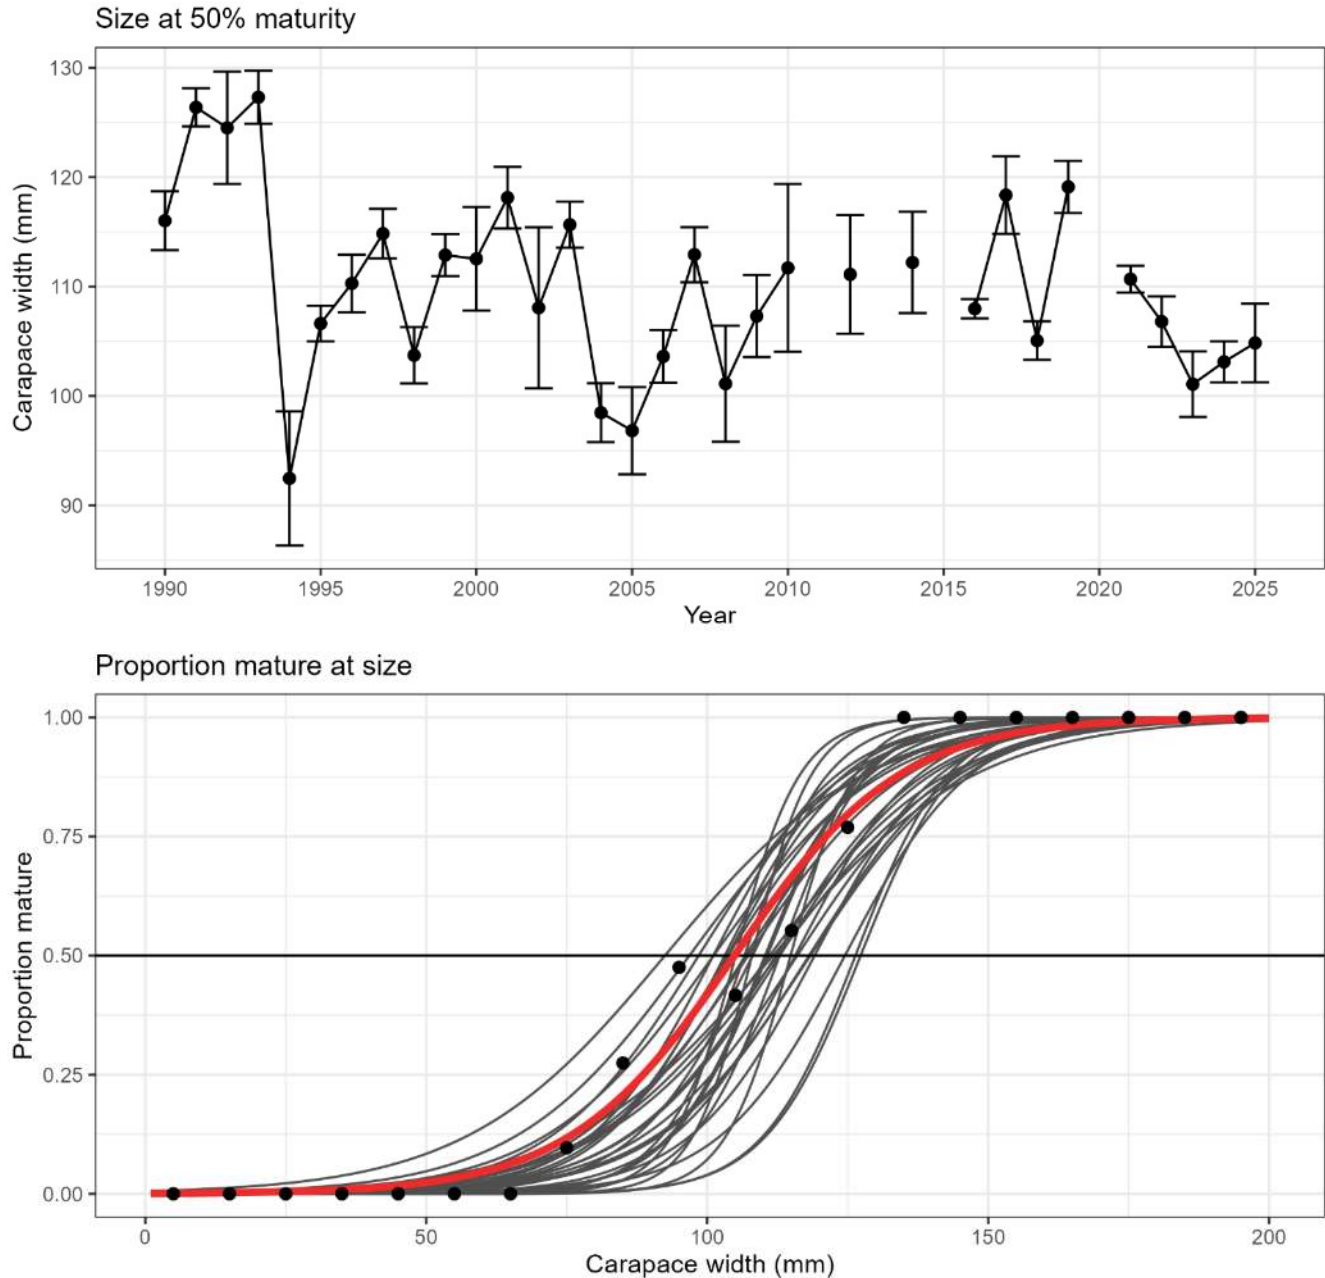 Size at 50% maturity
130
120
110
100
90
Carapace width (mm)
1990 1995 2000 2005 2010 2015 2020 2025
Year
Proportion mature at size
1.00
0.75
0.50
0.25
0.00
Proportion mature
0 50 100 150 200
Carapace width (mm)